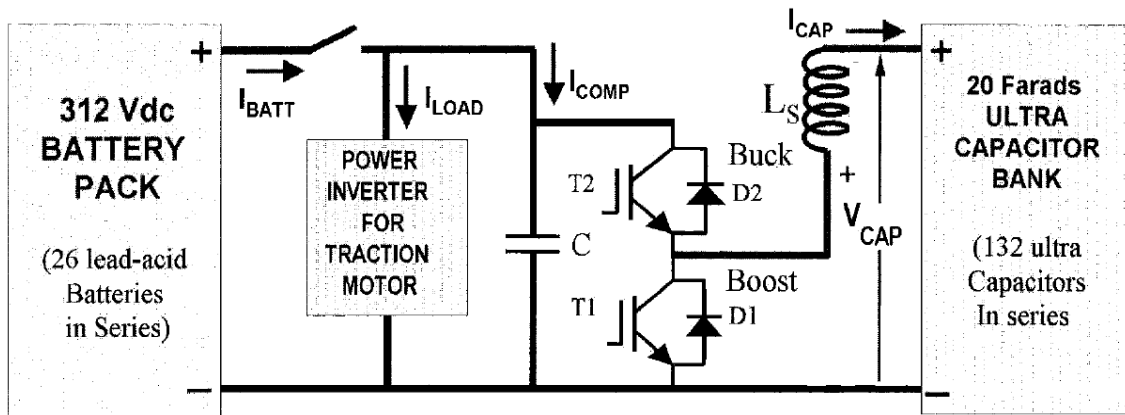 +
312 Vdc
BATTERY
PACK
(26 lead-acid
Batteries
in Series)
−
I_BATT
I_LOAD
POWER
INVERTER
FOR
TRACTION
MOTOR
I_COMP
C
T2
Buck
D2
T1
Boost
D1
L_S
I_CAP
+
V_CAP
+
20 Farads
ULTRA
CAPACITOR
BANK
(132 ultra
Capacitors
In series
−